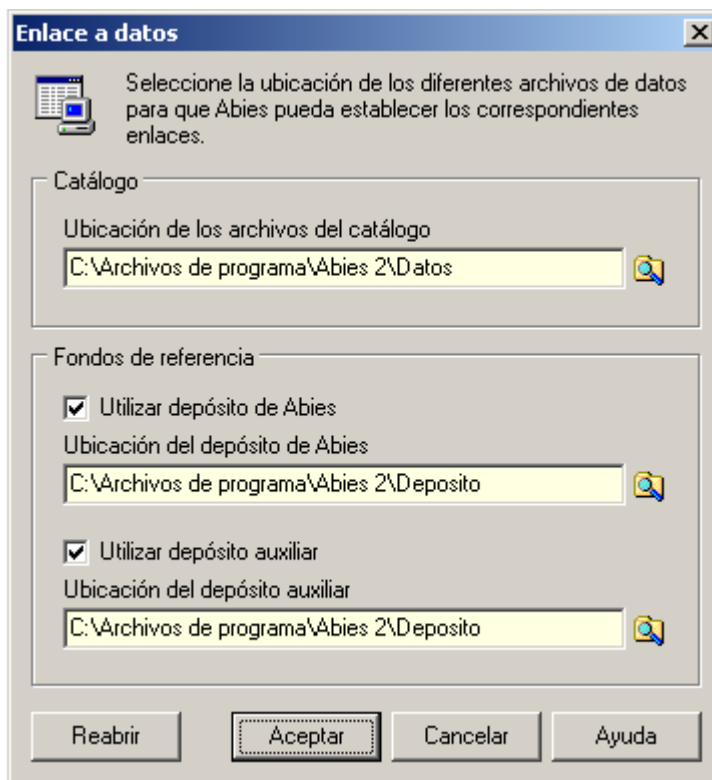 Enlace a datos
Seleccione la ubicación de los diferentes archivos de datos
para que Abies pueda establecer los correspondientes
enlaces.
Catálogo
Ubicación de los archivos del catálogo
C:\Archivos de programa\Abies 2\Datos
Fondos de referencia
Utilizar depósito de Abies
Ubicación del depósito de Abies
C:\Archivos de programa\Abies 2\Deposito
Utilizar depósito auxiliar
Ubicación del depósito auxiliar
C:\Archivos de programa\Abies 2\Deposito
Reabrir Aceptar Cancelar Ayuda